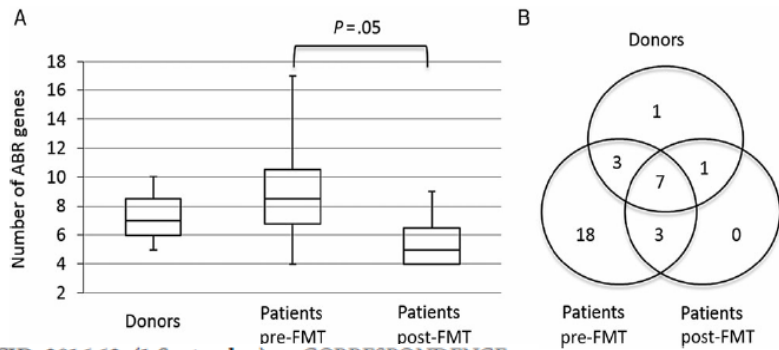 A
P=.05
18
16
14
12
10
8
6
4
2
Number of ABR genes
Donors
Patients
pre-FMT
Patients
post-FMT
B
Donors
1
3
7
1
18
3
0
Patients
pre-FMT
Patients
post-FMT
CORRESPONDENCE